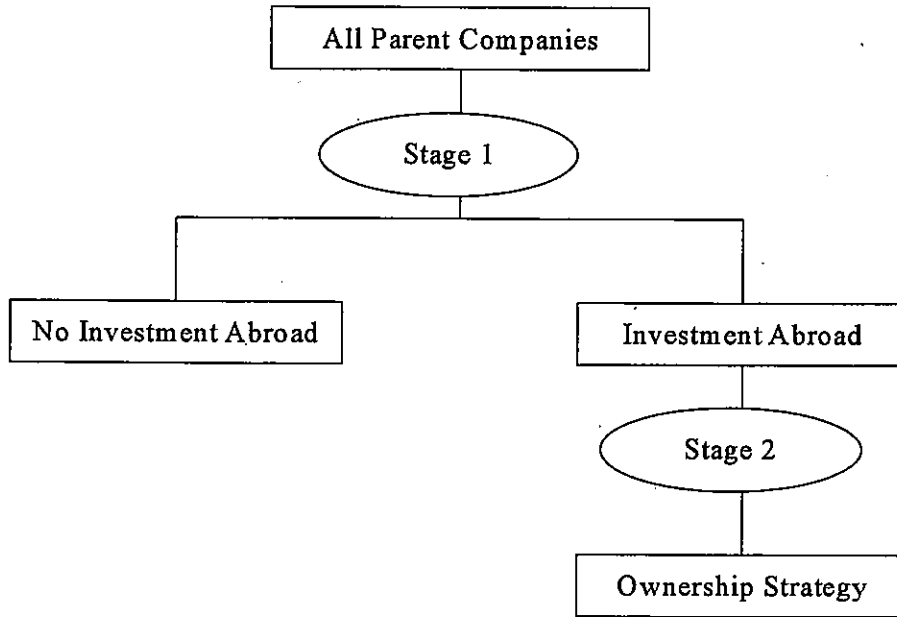 All Parent Companies
Stage 1
No Investment Abroad
Investment Abroad
Stage 2
Ownership Strategy